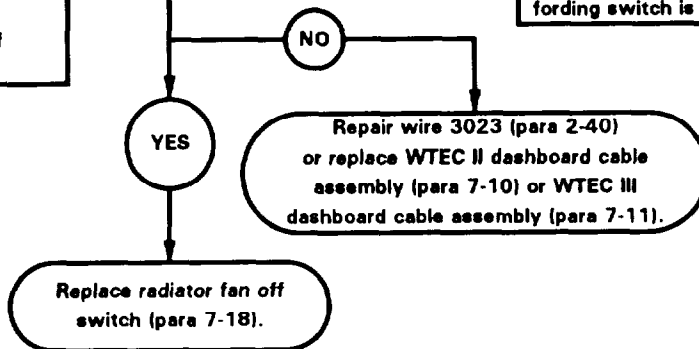 fording switch is
NO
YES
Repair wire 3023 (para 2-40)
or replace WTEC II dashboard cable
assembly (para 7-10) or WTEC III
dashboard cable assembly (para 7-11).
Replace radiator fan off
switch (para 7-18).